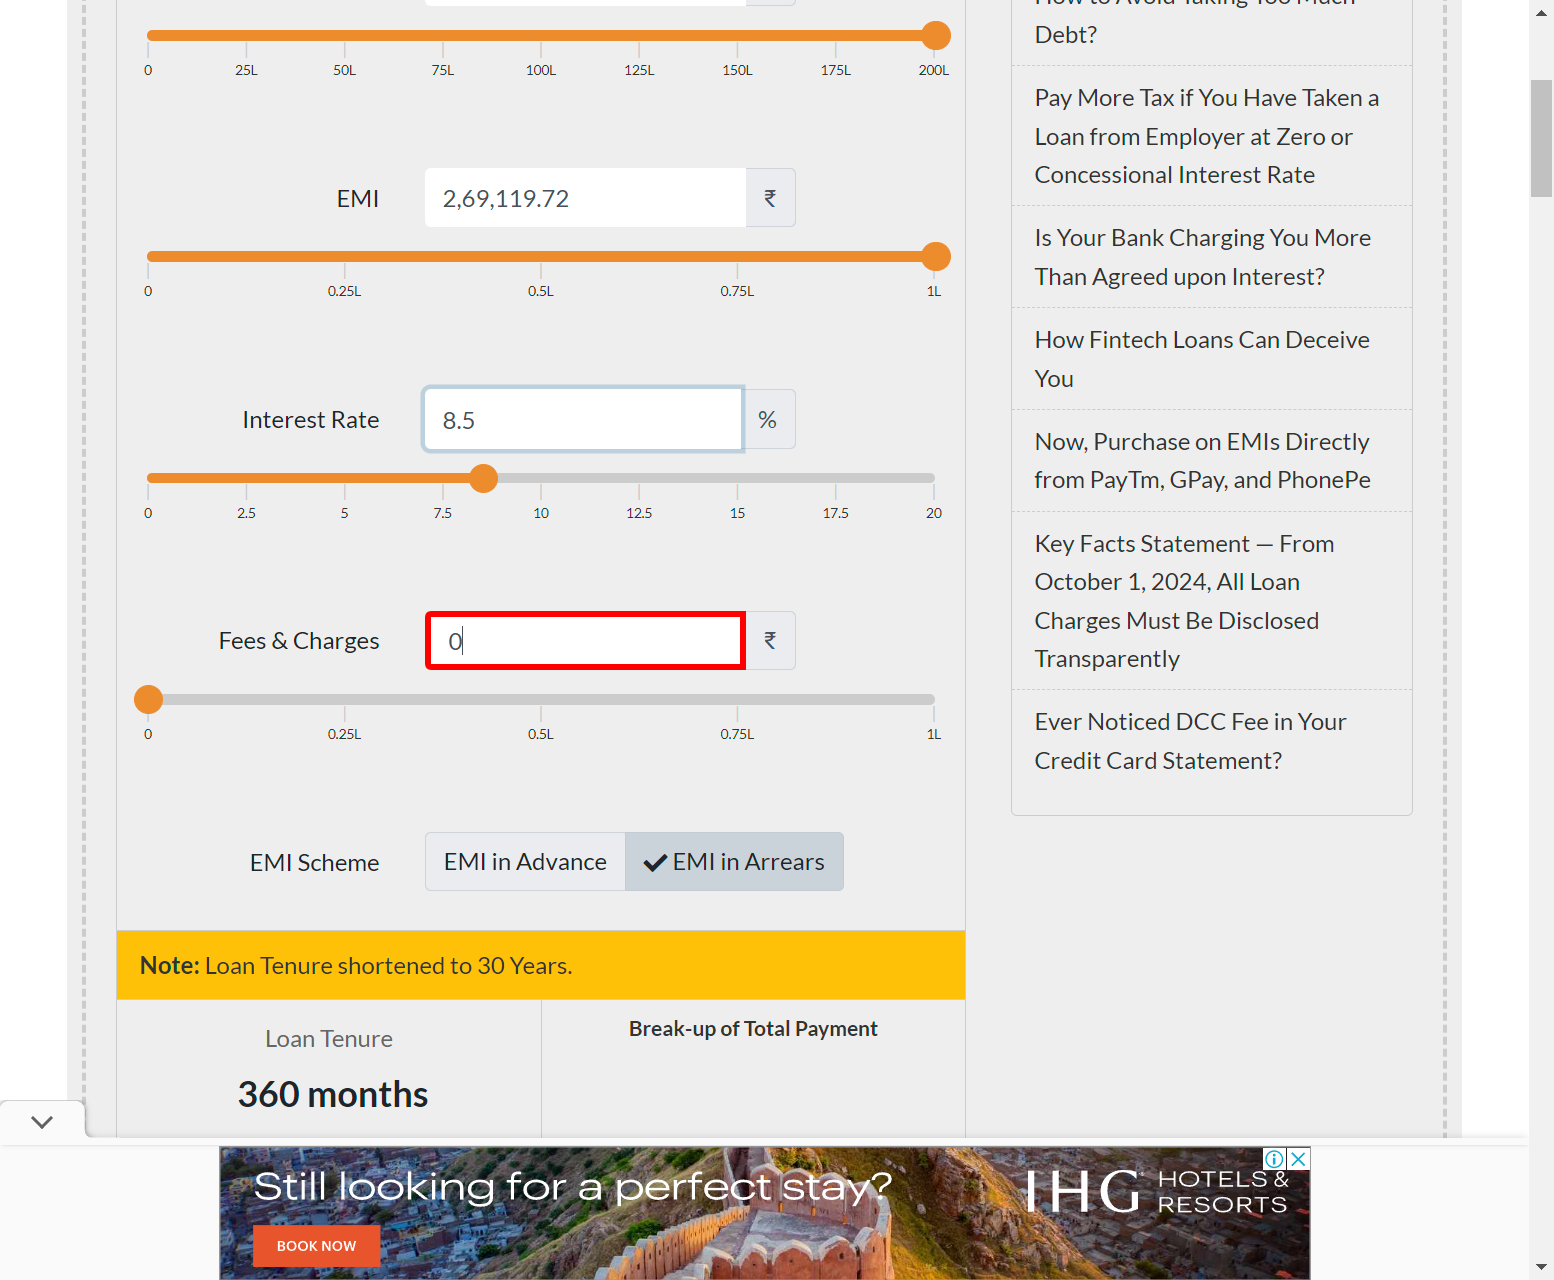 0
25L
50L
75L
100L
125L
150L
175L
200L
EMI
2,69,119.72
₹
0
0.25L
0.5L
0.75L
1L
Interest Rate
8.5
%
0
2.5
5
7.5
10
12.5
15
17.5
20
Fees & Charges
0
₹
0
0.25L
0.5L
0.75L
1L
EMI Scheme
EMI in Advance
EMI in Arrears
Note: Loan Tenure shortened to 30 Years.
Loan Tenure
360 months
Break-up of Total Payment
How to Avoid Taking Too Much
Debt?
Pay More Tax if You Have Taken a
Loan from Employer at Zero or
Concessional Interest Rate
Is Your Bank Charging You More
Than Agreed upon Interest?
How Fintech Loans Can Deceive
You
Now, Purchase on EMIs Directly
from PayTm, GPay, and PhonePe
Key Facts Statement — From
October 1, 2024, All Loan
Charges Must Be Disclosed
Transparently
Ever Noticed DCC Fee in Your
Credit Card Statement?
Still looking for a perfect stay?
BOOK NOW
IHG HOTELS &
RESORTS